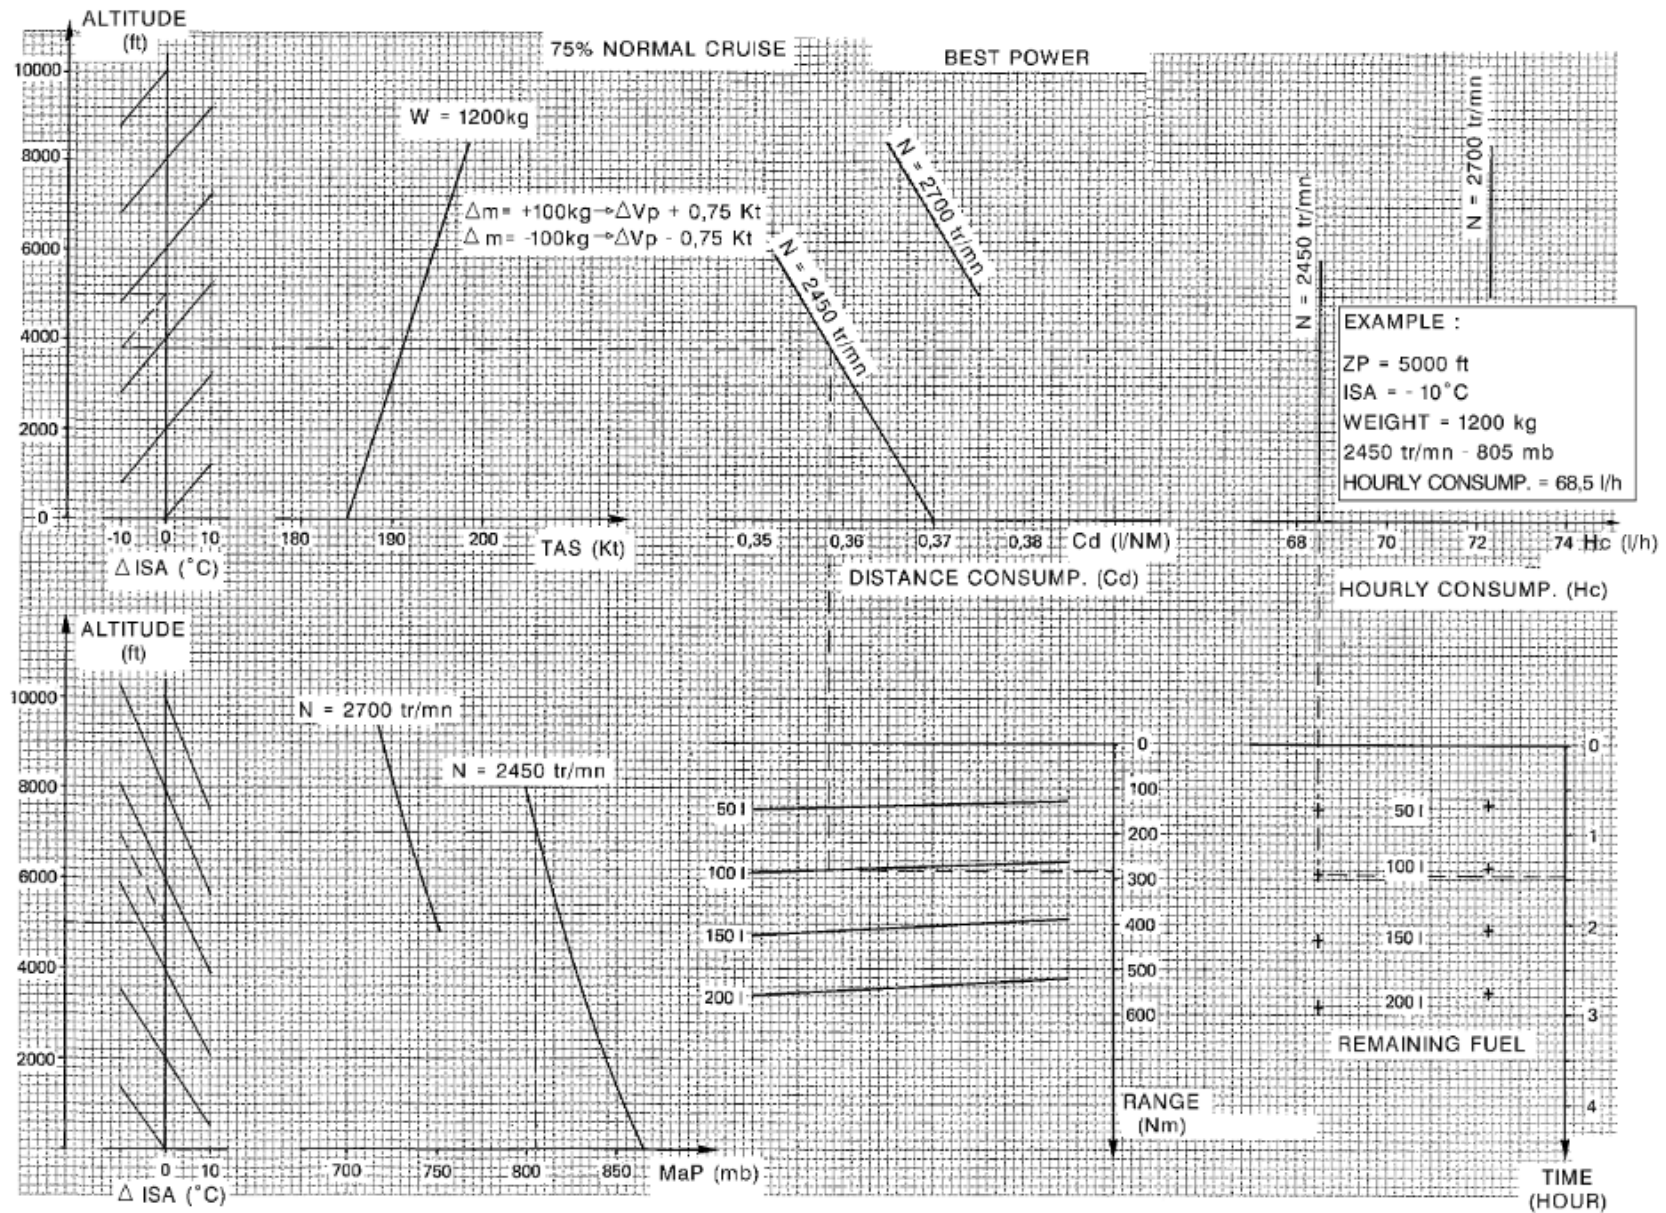 ALTITUDE
(ft)
75% NORMAL CRUISE
BEST POWER
10000
8000
6000
4000
2000
0
W = 1200kg
△m= +100kg→△Vp + 0,75 Kt
△ m= -100kg→△Vp - 0,75 Kt
N = 2700 tr/mn
N = 2450 tr/mn
N = 2450 tr/mn
N = 2700 tr/mn
EXAMPLE :
ZP = 5000 ft
ISA = - 10°C
WEIGHT = 1200 kg
2450 tr/mn - 805 mb
HOURLY CONSUMP. = 68,5 l/h
-10 0 10
△ ISA (°C)
180 190 200
TAS (Kt)
0,35 0,36 0,37 0,38 Cd (l/NM)
DISTANCE CONSUMP. (Cd)
68 70 72 74 Hc (l/h)
HOURLY CONSUMP. (Hc)
ALTITUDE
(ft)
10000
8000
6000
4000
2000
N = 2700 tr/mn
N = 2450 tr/mn
0 10
△ ISA (°C)
700 750 800 850 MaP (mb)
50 l
100 l
150 l
200 l
0
100
200
300
400
500
600
RANGE
(Nm)
50 l
100 l
150 l
200 l
REMAINING FUEL
0
1
2
3
4
TIME
(HOUR)